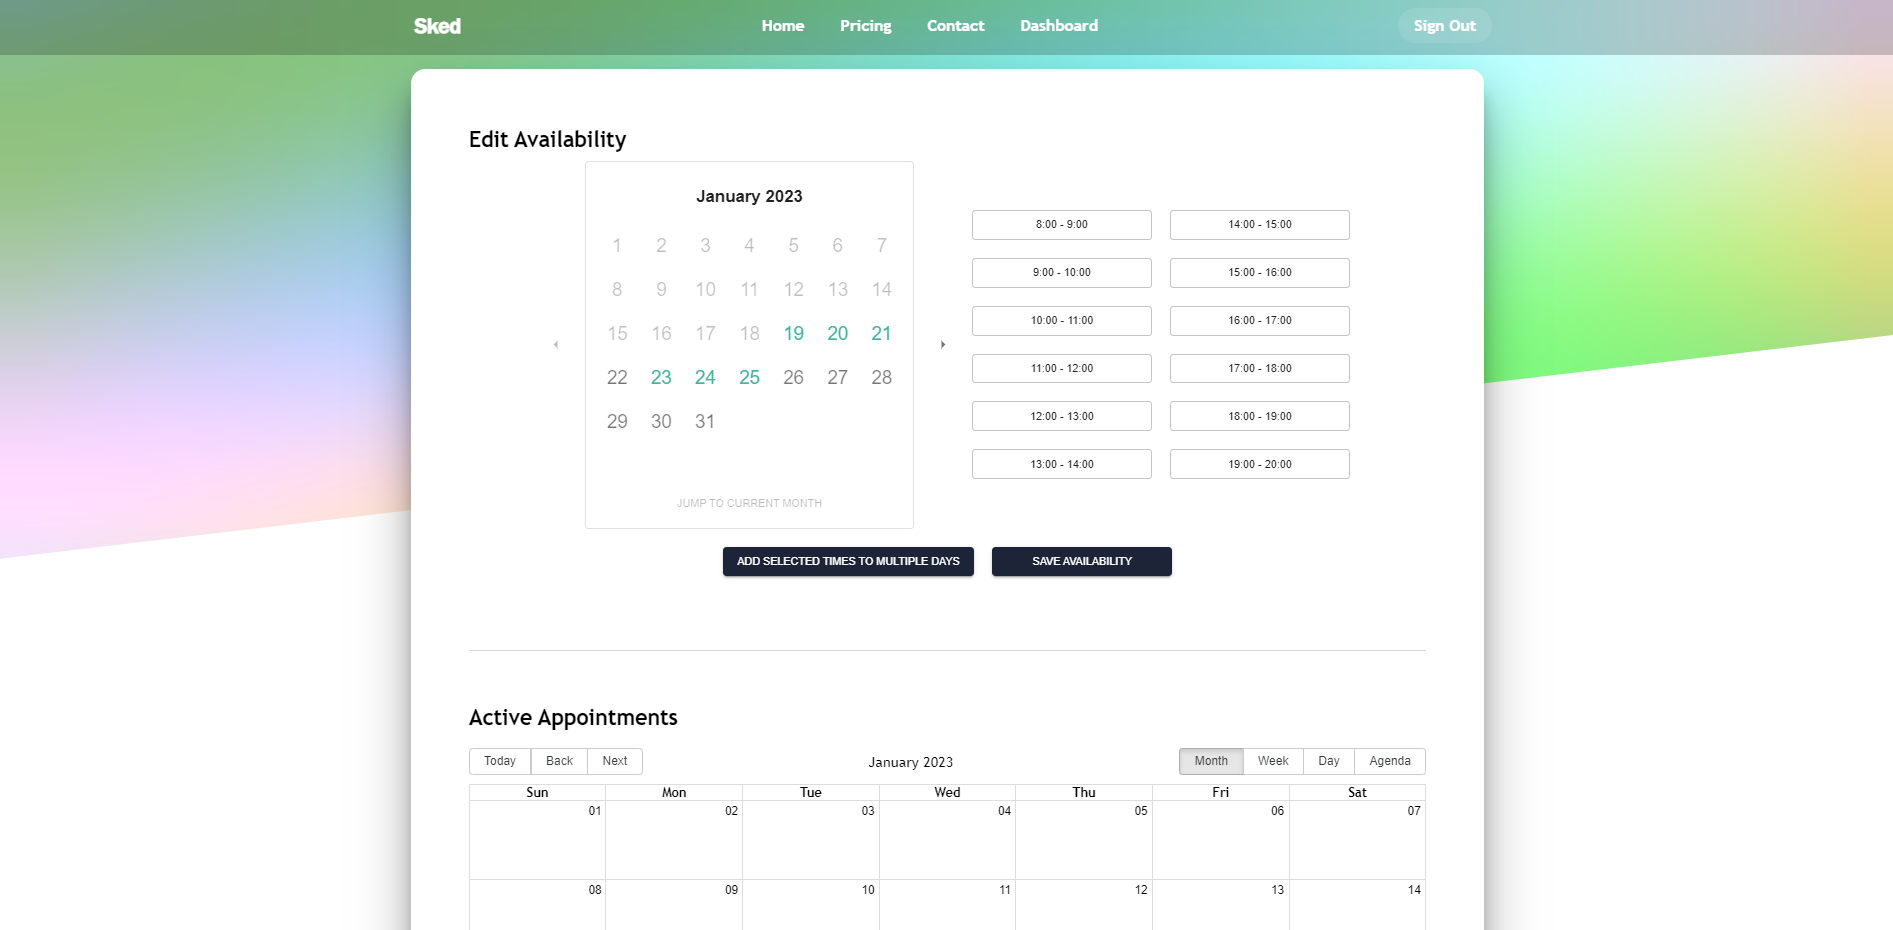 Sked Home Pricing Contact Dashboard Sign Out
Edit Availability
January 2023
1 2 3 4 5 6 7
8 9 10 11 12 13 14
15 16 17 18 19 20 21
22 23 24 25 26 27 28
29 30 31
JUMP TO CURRENT MONTH
8:00 - 9:00 14:00 - 15:00
9:00 - 10:00 15:00 - 16:00
10:00 - 11:00 16:00 - 17:00
11:00 - 12:00 17:00 - 18:00
12:00 - 13:00 18:00 - 19:00
13:00 - 14:00 19:00 - 20:00
ADD SELECTED TIMES TO MULTIPLE DAYS SAVE AVAILABILITY
Active Appointments
Today Back Next January 2023 Month Week Day Agenda
Sun Mon Tue Wed Thu Fri Sat
01 02 03 04 05 06 07
08 09 10 11 12 13 14